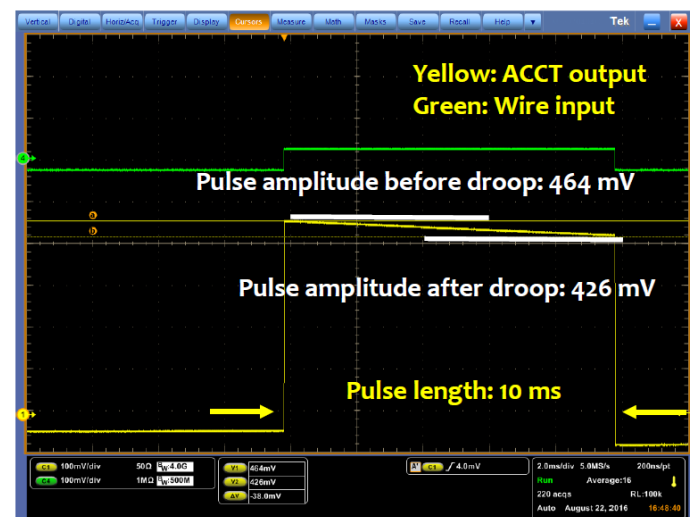 Vertical Digital Horiz/Acq Trigger Display Cursors Measure Math Masks Save Recall Help Tek X
Yellow: ACCT output
Green: Wire input
4
Pulse amplitude before droop: 464 mV
a
b
Pulse amplitude after droop: 426 mV
Pulse length: 10 ms
1
C1 100mV/div 50Ω BW:4.0G
C4 100mV/div 1MΩ BW:500M
V1 464mV
V2 426mV
ΔV -38.0mV
A' C1 / 4.0mV
2.0ms/div 5.0MS/s 200ns/pt
Run Average:16
220 acqs RL:100k
Auto August 22, 2016 16:48:40